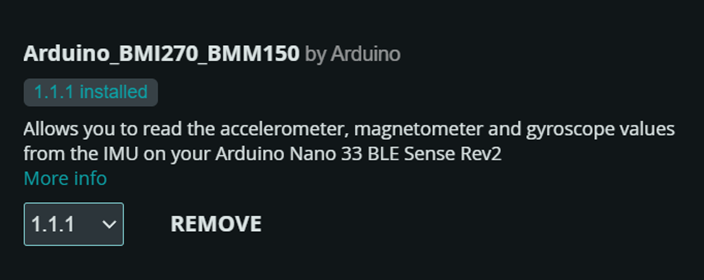 Arduino_BMI270_BMM150 by Arduino
1.1.1 installed
Allows you to read the accelerometer, magnetometer and gyroscope values
from the IMU on your Arduino Nano 33 BLE Sense Rev2
More info
1.1.1 REMOVE